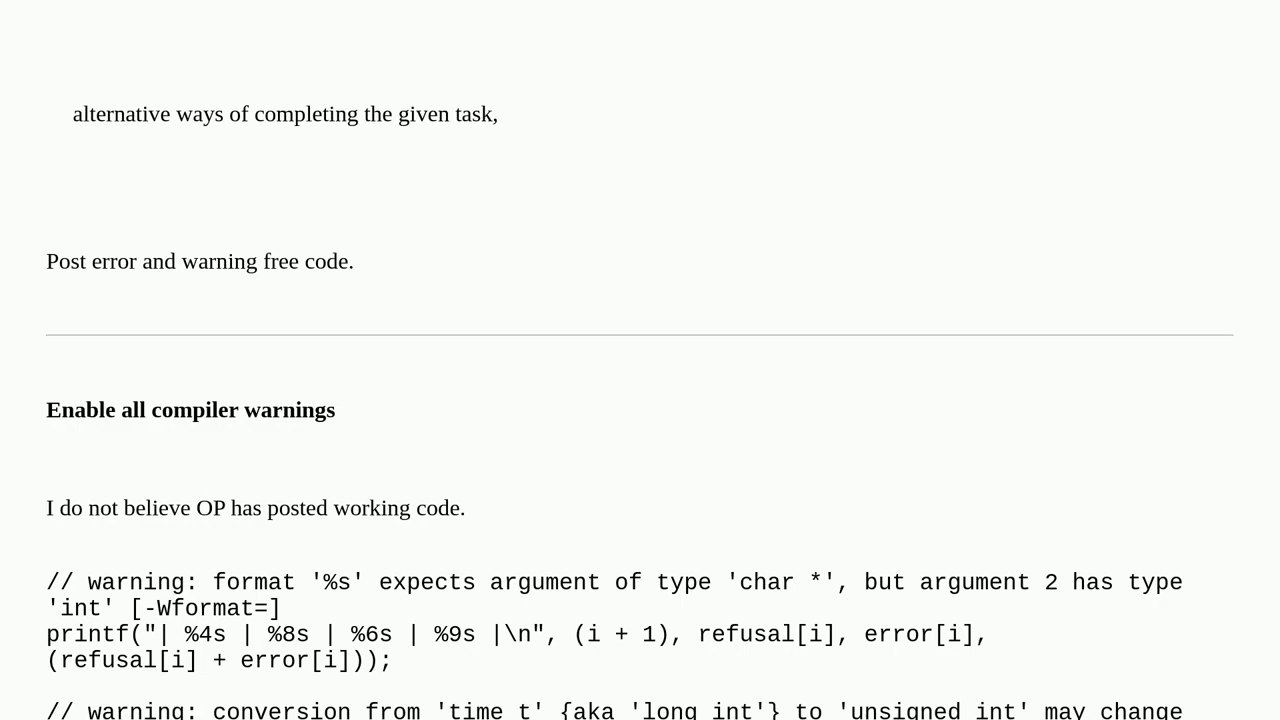 alternative ways of completing the given task,
Post error and warning free code.
Enable all compiler warnings
I do not believe OP has posted working code.
// warning: format '%s' expects argument of type 'char *', but argument 2 has type
'int' [-Wformat=]
printf("| %4s | %8s | %6s | %9s |\n", (i + 1), refusal[i], error[i],
(refusal[i] + error[i]));
// warning: conversion from 'time_t' {aka 'long int'} to 'unsigned int' may change